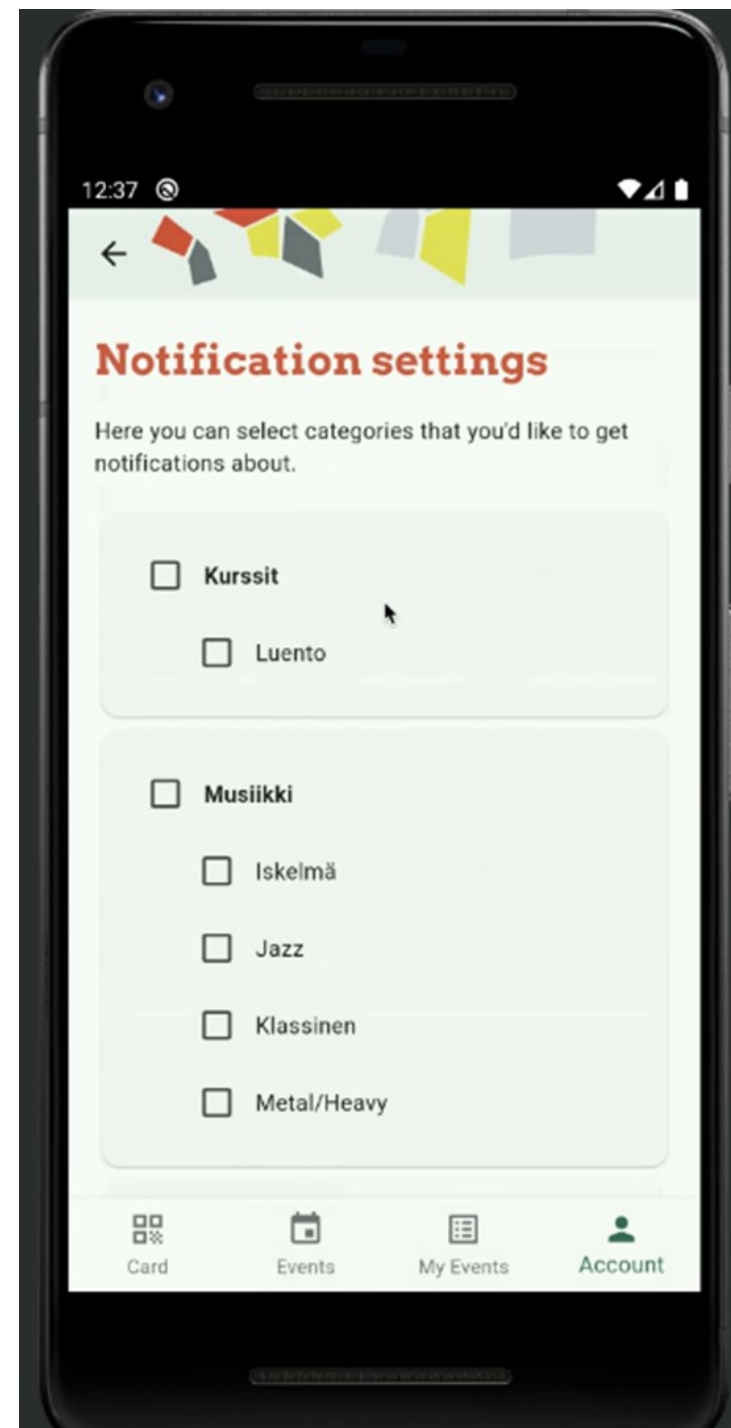 12:37
Notification settings
Here you can select categories that you'd like to get
notifications about.
Kurssit
Luento
Musiikki
Iskelmä
Jazz
Klassinen
Metal/Heavy
Card
Events
My Events
Account